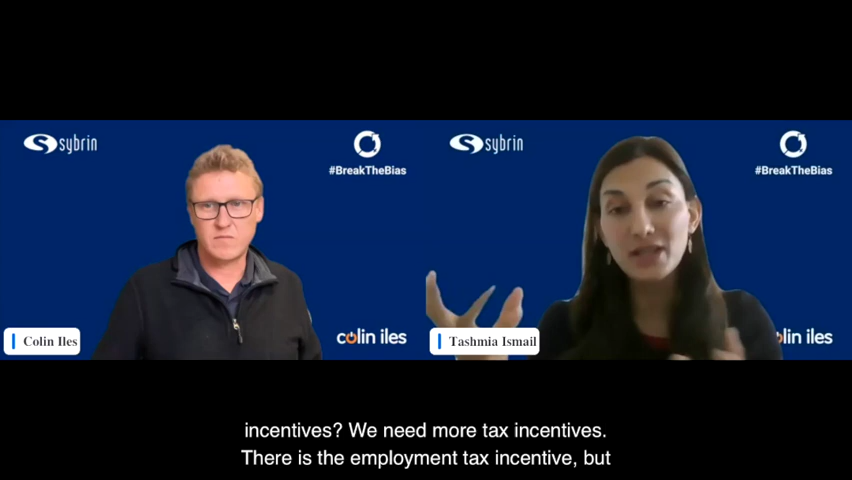 sybrin
#BreakTheBias
sybrin
#BreakTheBias
Colin Iles
colin iles
Tashmia Ismail
olin iles
incentives? We need more tax incentives.
There is the employment tax incentive, but